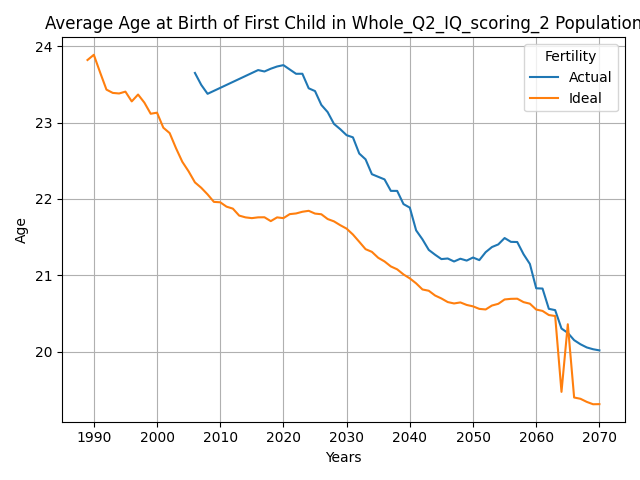 Average Age at Birth of First Child in Whole_Q2_IQ_scoring_2 Population
Fertility
Actual
Ideal
24
23
22
21
20
Age
1990 2000 2010 2020 2030 2040 2050 2060 2070
Years